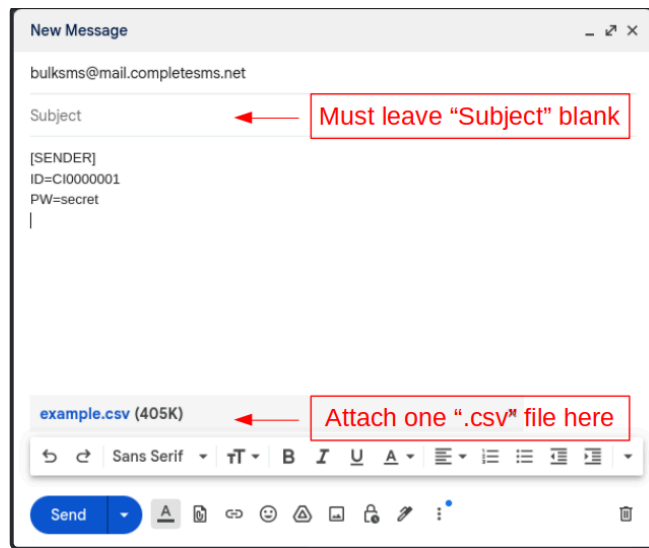 New Message
bulksms@mail.completesms.net
Subject
Must leave “Subject” blank
[SENDER]
ID=CI0000001
PW=secret
example.csv (405K)
Attach one “.csv” file here
Sans Serif
B I U A
Send
A